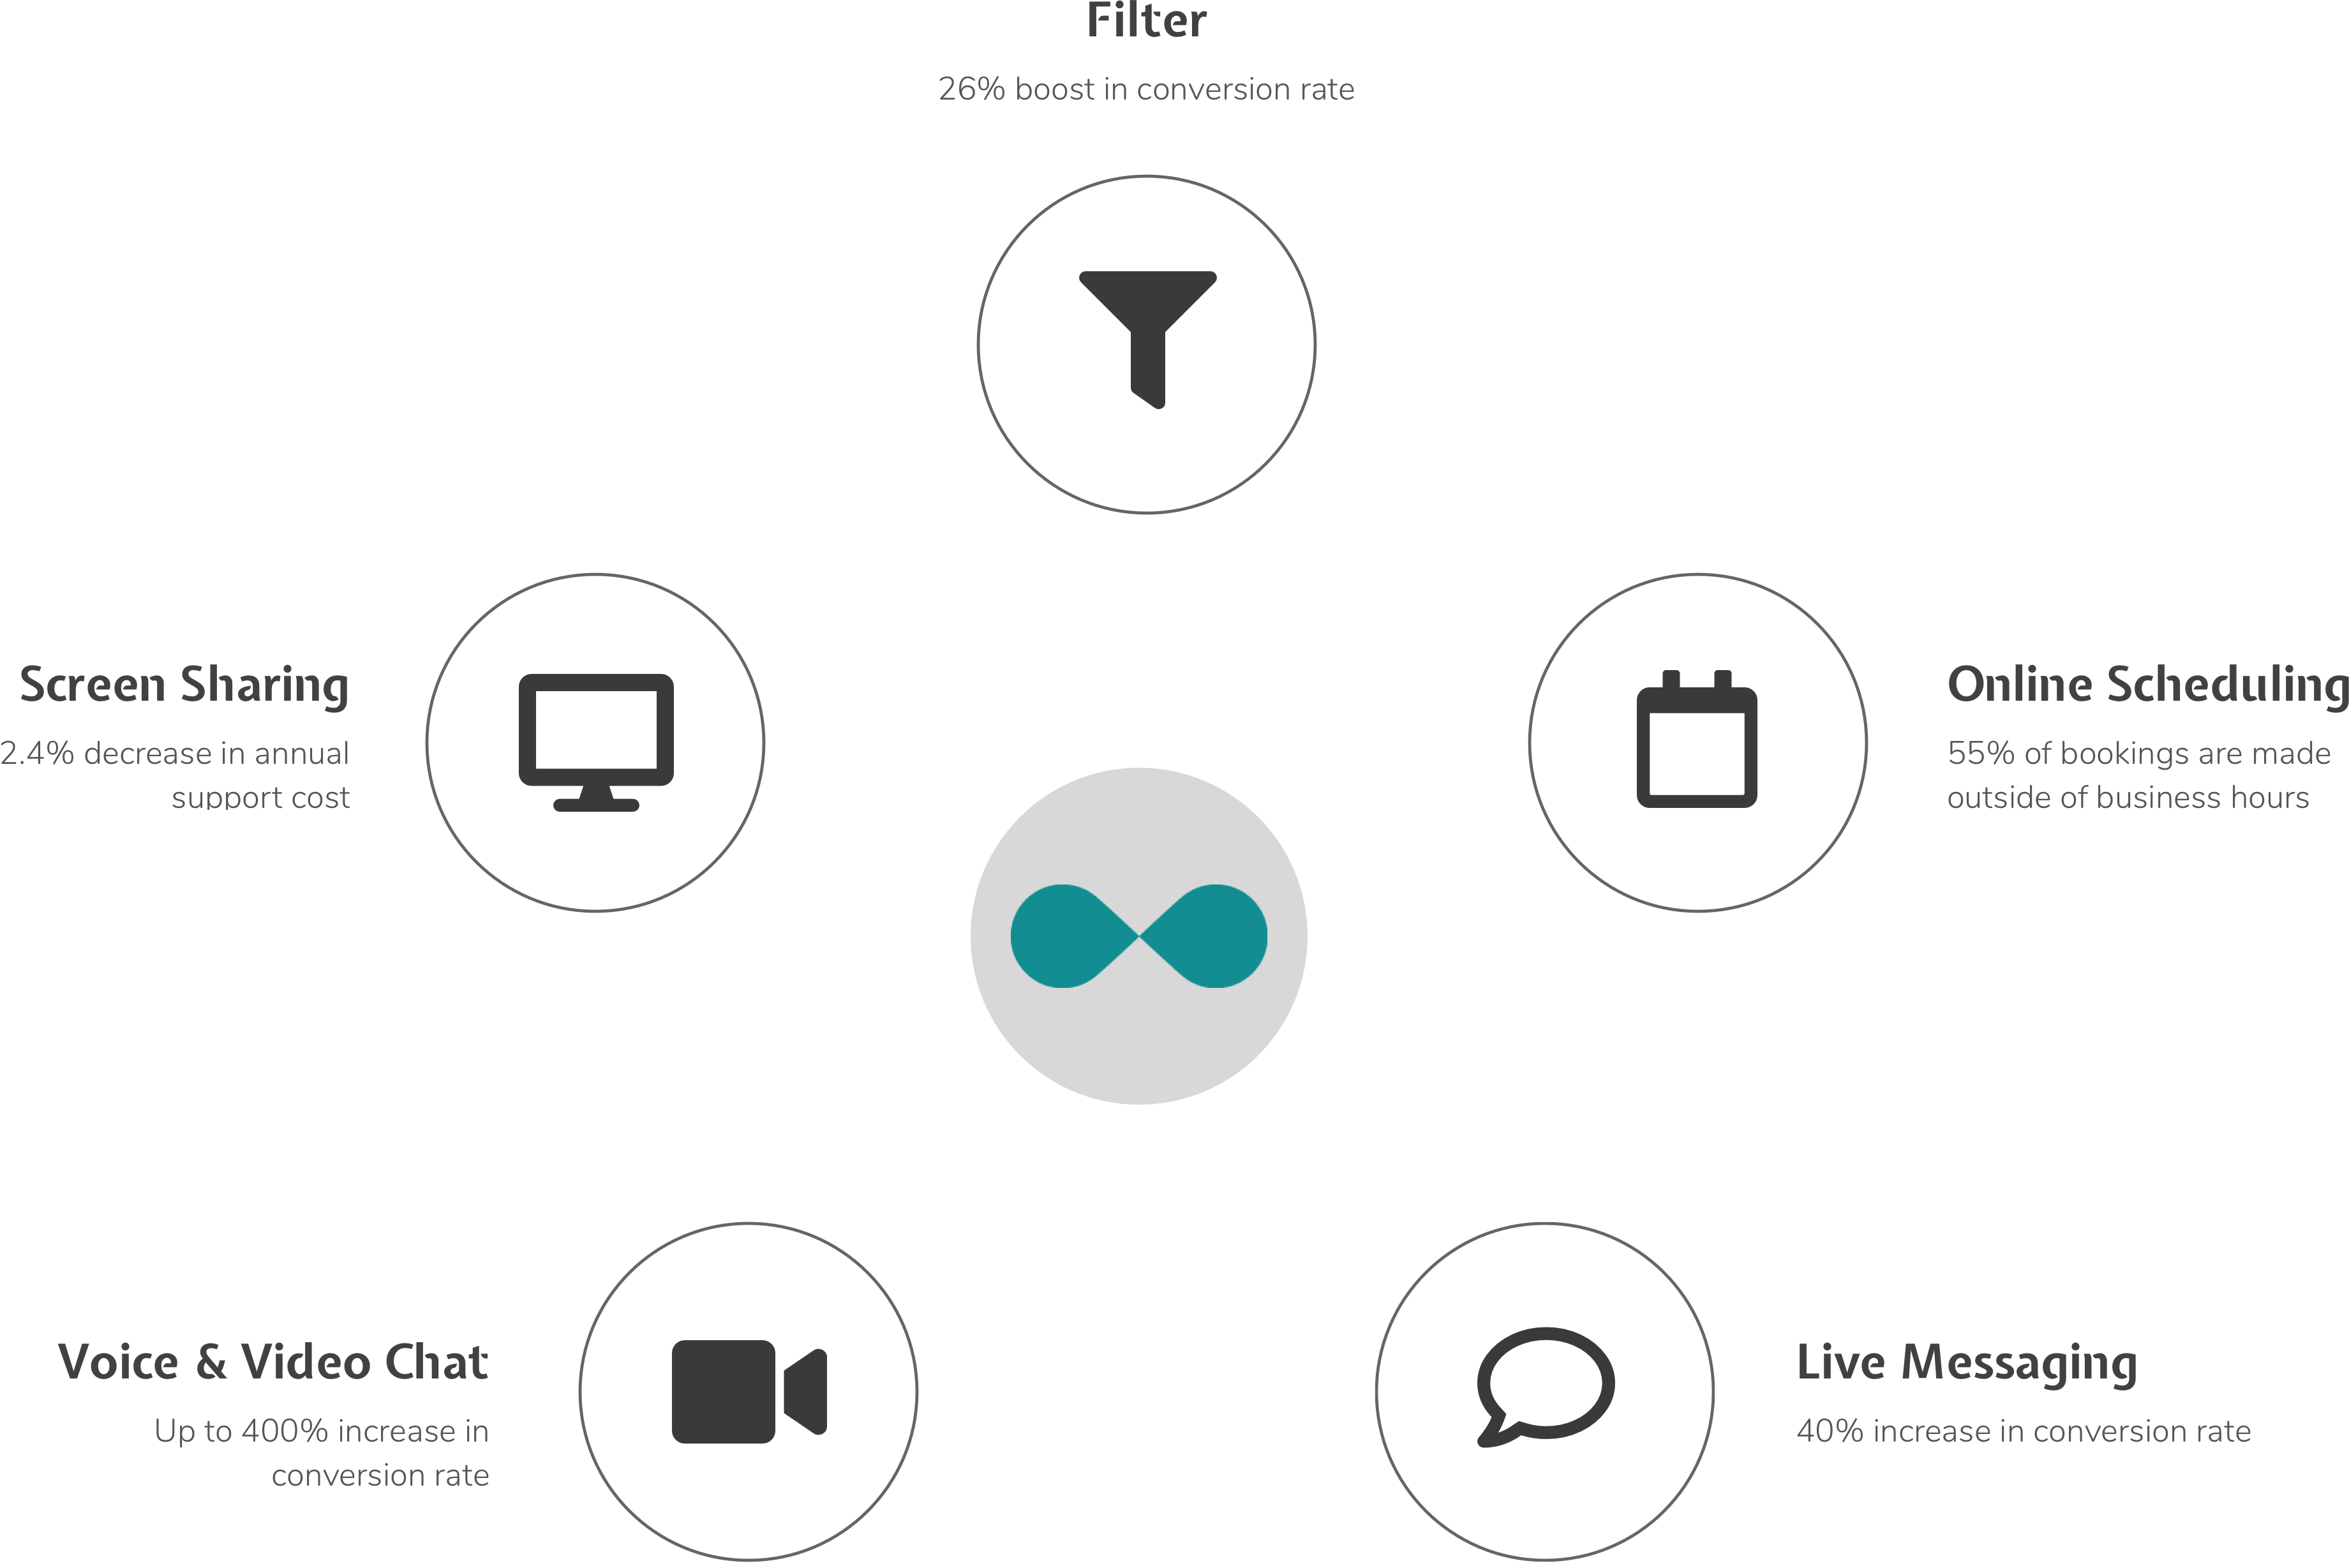 Filter
26% boost in conversion rate
Screen Sharing
2.4% decrease in annual
support cost
Online Scheduling
55% of bookings are made
outside of business hours
Voice & Video Chat
Up to 400% increase in
conversion rate
Live Messaging
40% increase in conversion rate